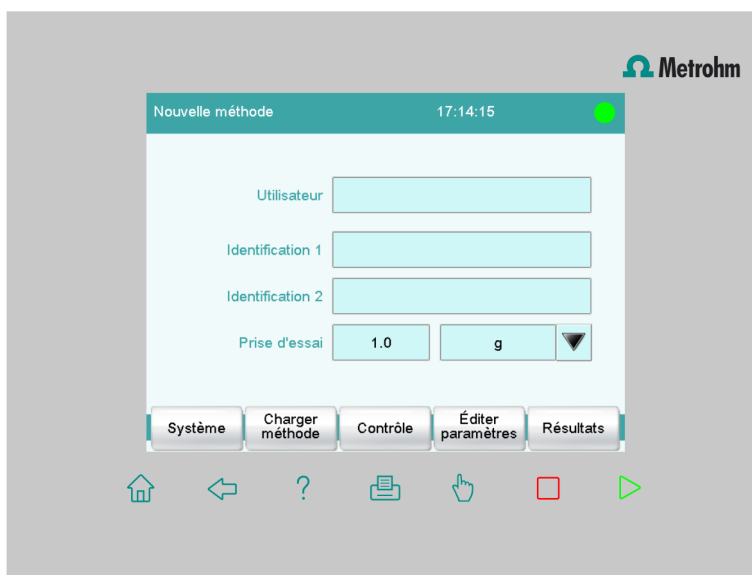 Metrohm
Nouvelle méthode 17:14:15
Utilisateur
Identification 1
Identification 2
Prise d'essai 1.0 g
Système Charger méthode Contrôle Éditer paramètres Résultats
?